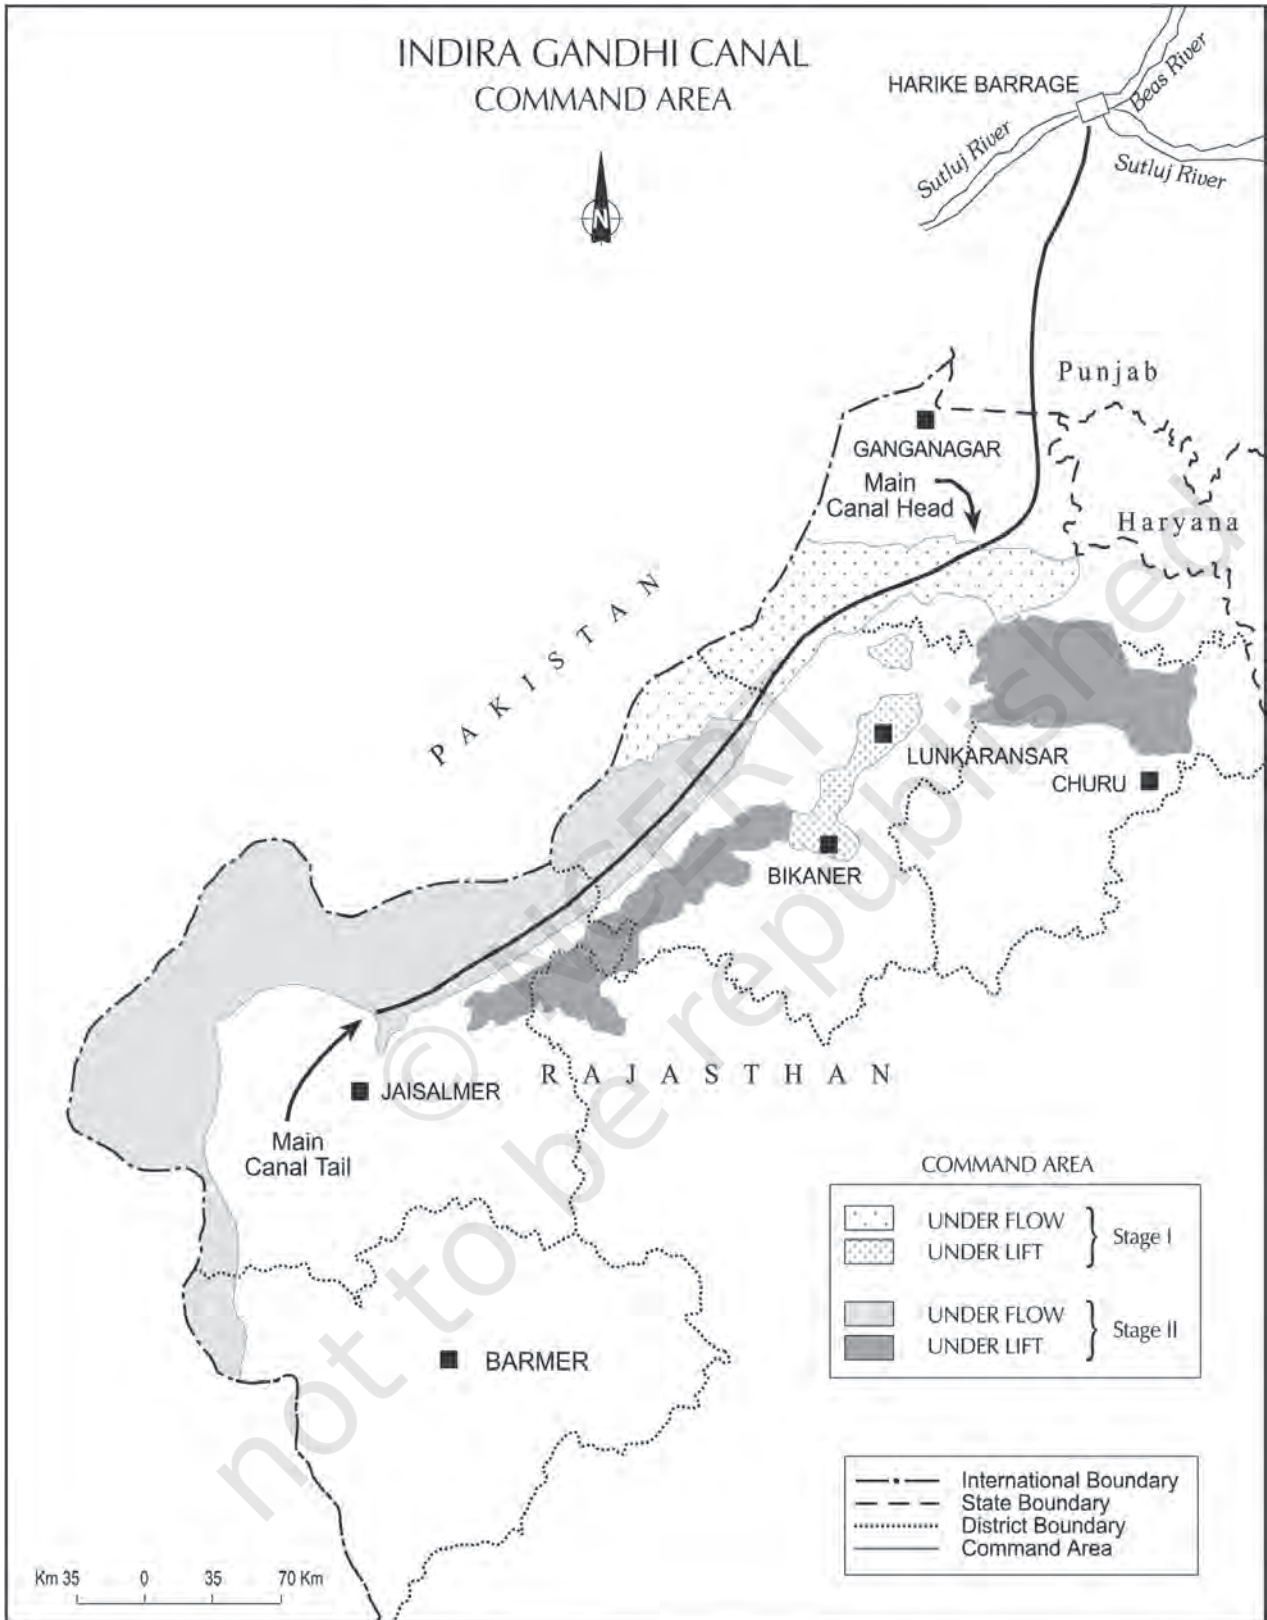 INDIRA GANDHI CANAL
COMMAND AREA
HARIKE BARRAGE
Beas River
Sutluj River
Sutluj River
N
Punjab
GANGANAGAR
Main
Canal Head
Haryana
PAKISTAN
LUNKARANSAR
CHURU
BIKANER
RAJASTHAN
JAISALMER
Main
Canal Tail
BARMER
COMMAND AREA
UNDER FLOW
UNDER LIFT
Stage I
UNDER FLOW
UNDER LIFT
Stage II
International Boundary
State Boundary
District Boundary
Command Area
Km 35 0 35 70 Km
© NCERT
not to be republished